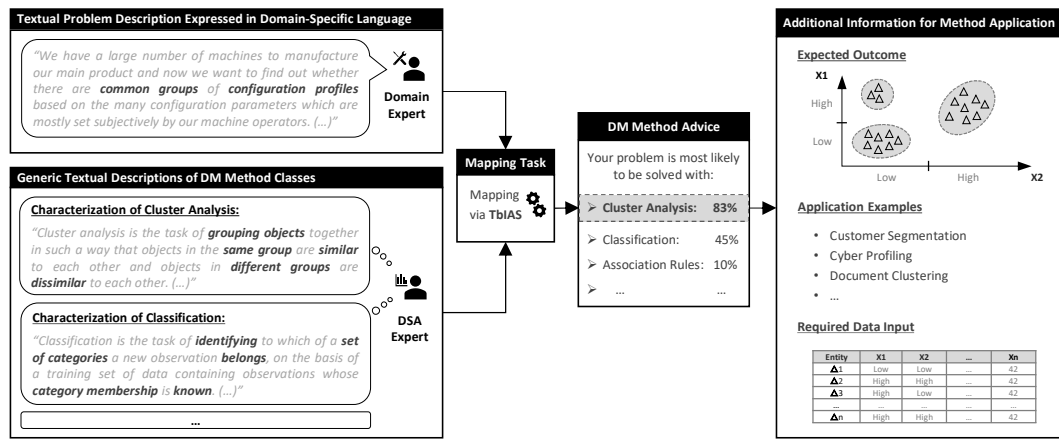 Textual Problem Description Expressed in Domain-Specific Language
“We have a large number of machines to manufacture
our main product and now we want to find out whether
there are common groups of configuration profiles
based on the many configuration parameters which are
mostly set subjectively by our machine operators. (…)”
Domain
Expert
Generic Textual Descriptions of DM Method Classes
Characterization of Cluster Analysis:
“Cluster analysis is the task of grouping objects together
in such a way that objects in the same group are similar
to each other and objects in different groups are
dissimilar to each other. (…)”
Characterization of Classification:
“Classification is the task of identifying to which of a set
of categories a new observation belongs, on the basis of
a training set of data containing observations whose
category membership is known. (…)”
...
DSA
Expert
Mapping Task
Mapping
via TbIAS
DM Method Advice
Your problem is most likely
to be solved with:
➢ Cluster Analysis: 83%
➢ Classification: 45%
➢ Association Rules: 10%
➢ ... ...
Additional Information for Method Application
Expected Outcome
X1
High
Low
Low High X2
Application Examples
• Customer Segmentation
• Cyber Profiling
• Document Clustering
• ...
Required Data Input
Entity X1 X2 ... Xn
Δ1 Low Low ... 42
Δ2 High High ... 42
Δ3 High Low ... 42
... ... ... ... ...
Δn High High ... 42